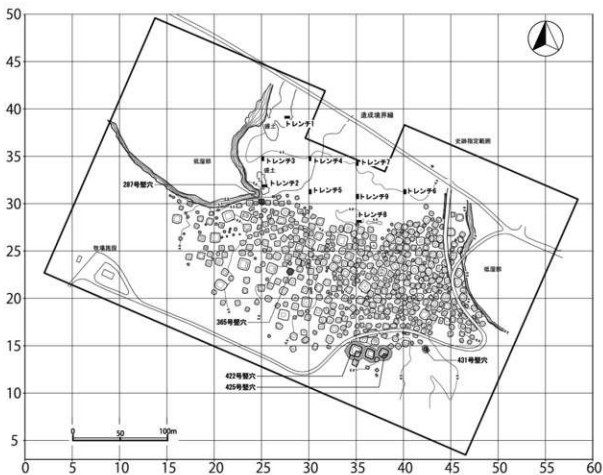 50
45
40
35
30
25
20
15
10
5
トレンチ1
盛土
造成境界線
史跡指定範囲
低湿部
トレンチ3
トレンチ4
トレンチ7
盛土
トレンチ2
トレンチ5
トレンチ9
トレンチ6
287号竪穴
トレンチ8
牧場施設
低湿部
365号竪穴
422号竪穴
425号竪穴
431号竪穴
0 50 100m
0 5 10 15 20 25 30 35 40 45 50 55 60